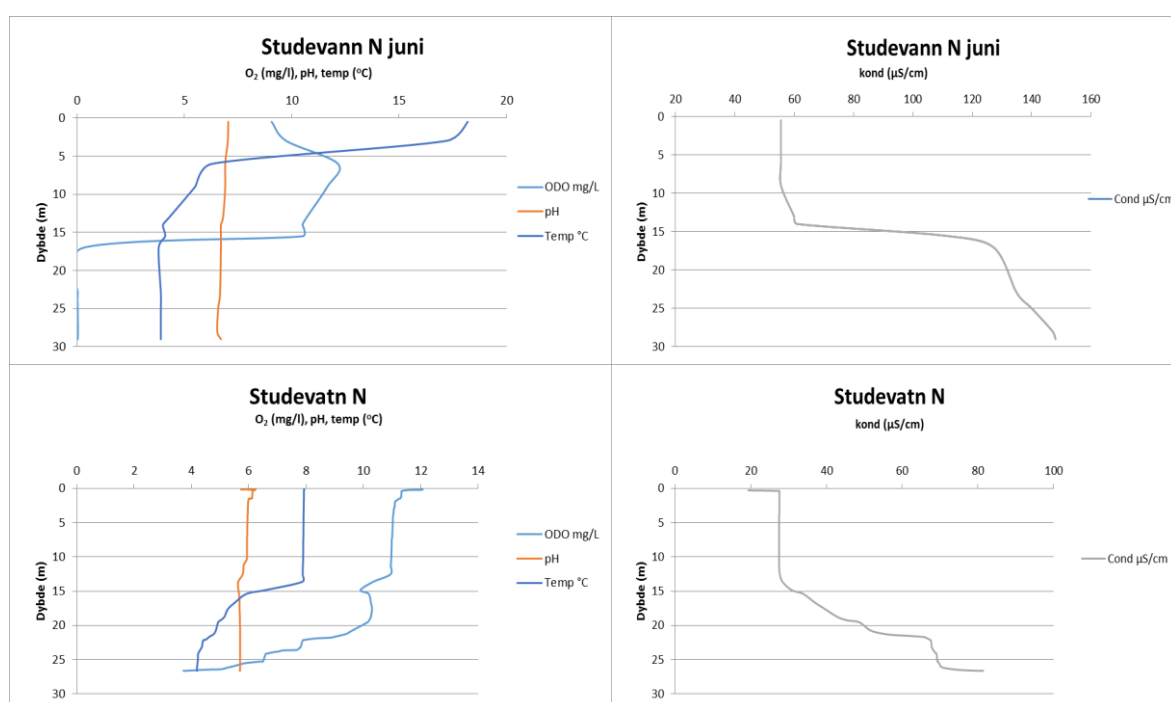 Studevann N juni
O₂ (mg/l), pH, temp (°C)
0 5 10 15 20
0
5
10
15
20
25
30
Dybde (m)
ODO mg/L
pH
Temp °C
Studevann N juni
kond (µS/cm)
20 40 60 80 100 120 140 160
0
5
10
15
20
25
30
Dybde (m)
Cond µS/cm
Studevatn N
O₂ (mg/l), pH, temp (°C)
0 2 4 6 8 10 12 14
0
5
10
15
20
25
30
Dybde (m)
ODO mg/L
pH
Temp °C
Studevatn N
kond (µS/cm)
0 20 40 60 80 100
0
5
10
15
20
25
30
Dybde (m)
Cond µS/cm